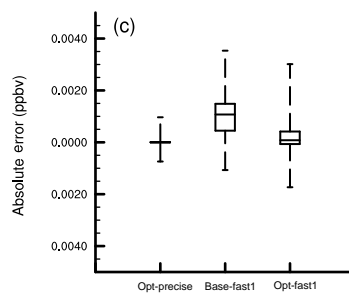 (c)
Absolute error (ppbv)
0.0040
0.0020
0.0000
0.0020
0.0040
Opt-precise Base-fast1 Opt-fast1